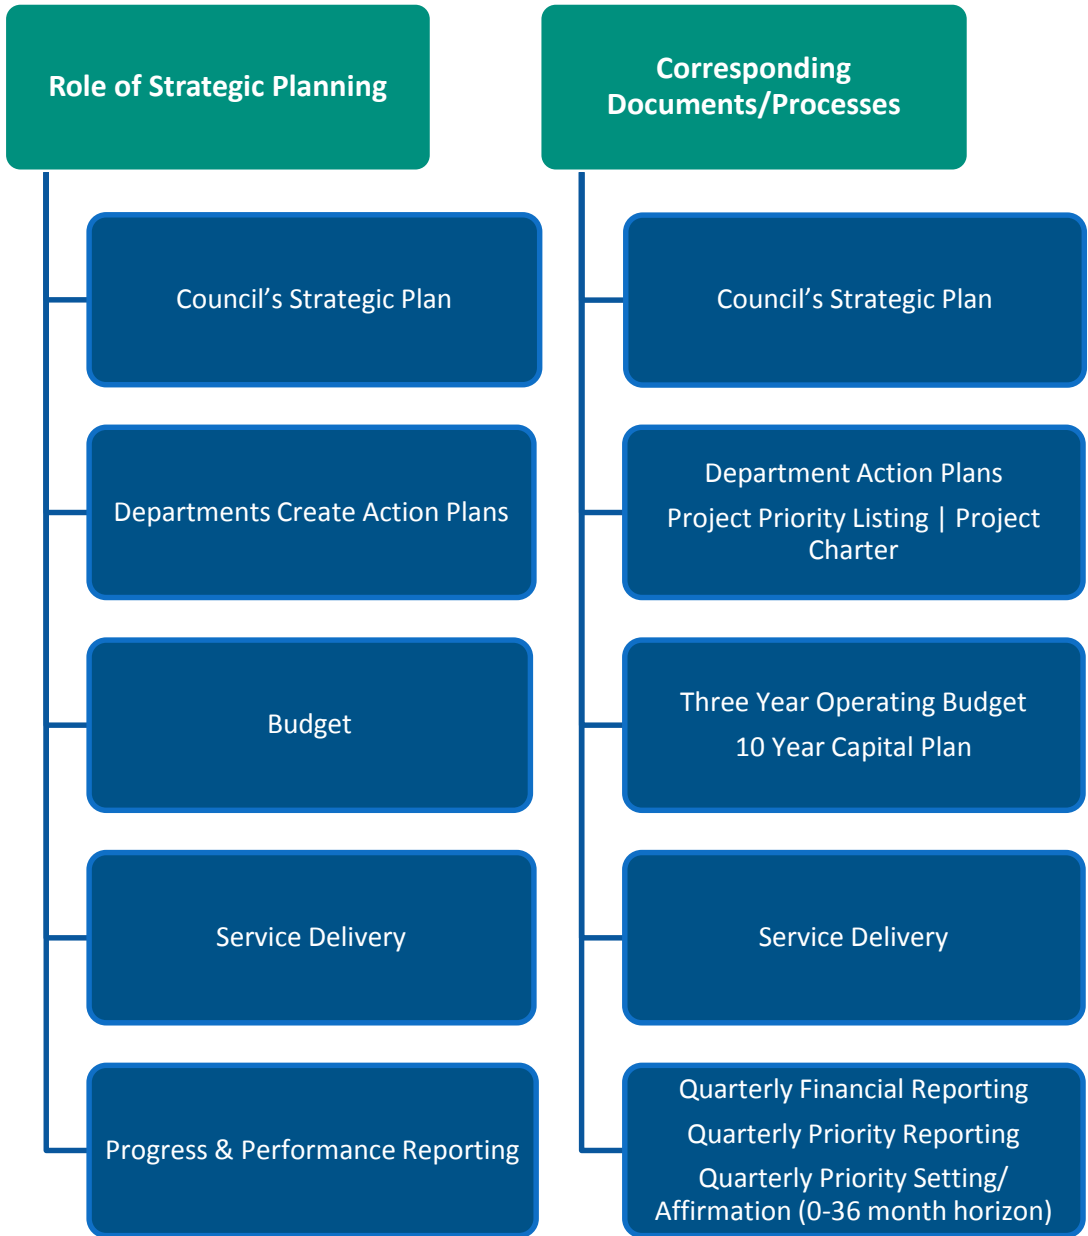 Role of Strategic Planning
Council’s Strategic Plan
Departments Create Action Plans
Budget
Service Delivery
Progress & Performance Reporting
Corresponding
Documents/Processes
Council’s Strategic Plan
Department Action Plans
Project Priority Listing | Project
Charter
Three Year Operating Budget
10 Year Capital Plan
Service Delivery
Quarterly Financial Reporting
Quarterly Priority Reporting
Quarterly Priority Setting/
Affirmation (0-36 month horizon)